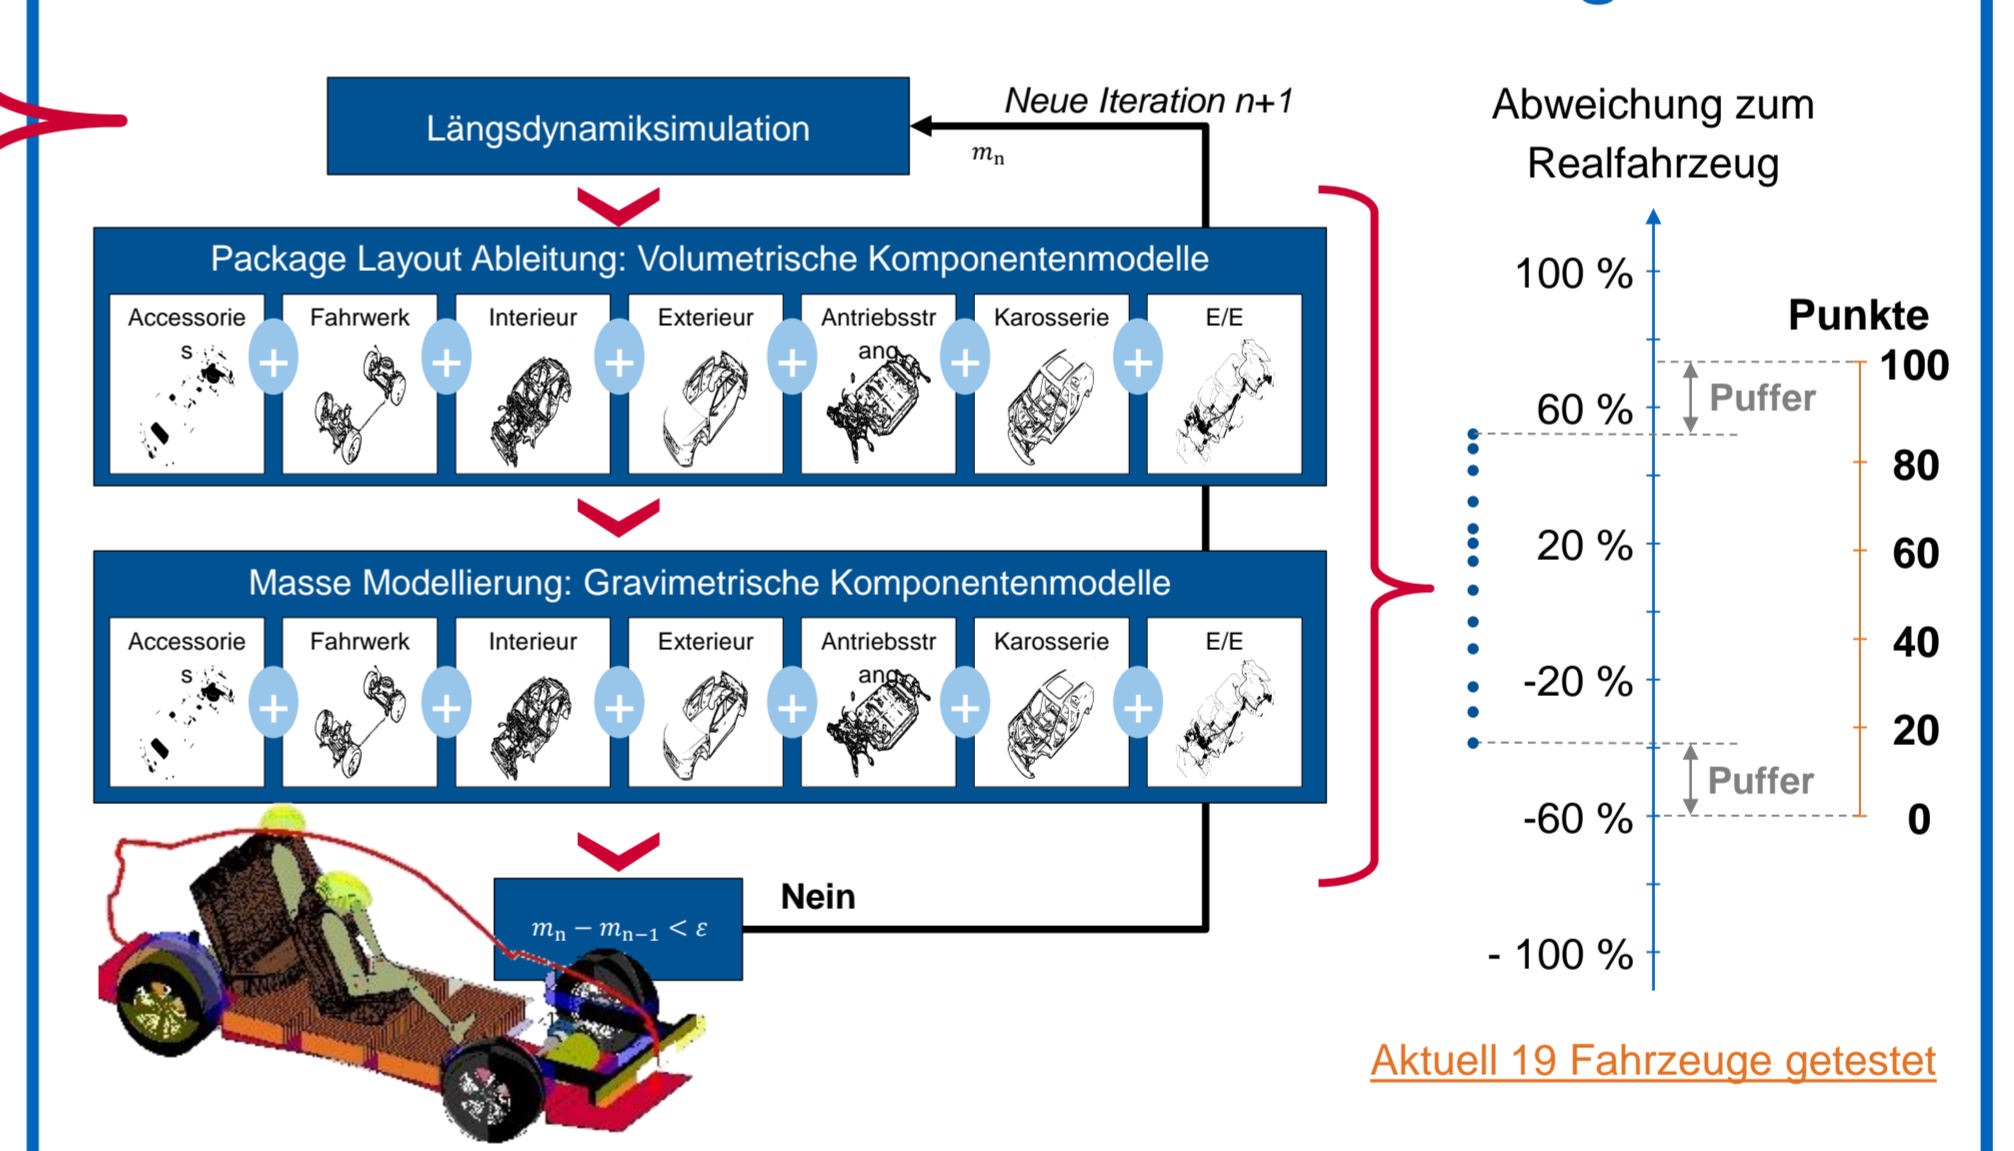 Längsdynamiksimulation
Neue Iteration n+1
mn
Package Layout Ableitung: Volumetrische Komponentenmodelle
Accessorie
s
Fahrwerk
Interieur
Exterieur
Antriebsstr
ang
Karosserie
E/E
+ + + + + +
Masse Modellierung: Gravimetrische Komponentenmodelle
Accessorie
s
Fahrwerk
Interieur
Exterieur
Antriebsstr
ang
Karosserie
E/E
+ + + + + +
mn − mn−1 < ε
Nein
Abweichung zum
Realfahrzeug
100 %
60 %
20 %
-20 %
-60 %
- 100 %
Puffer
Puffer
Punkte
100
80
60
40
20
0
Aktuell 19 Fahrzeuge getestet